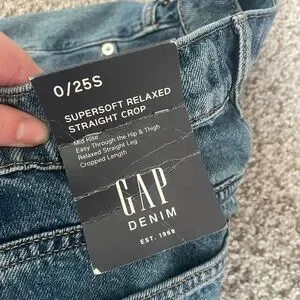 0/25S
SUPERSOFT RELAXED
STRAIGHT CROP
Mid Rise
Easy Through the Hip & Thigh
Relaxed Straight Leg
Cropped Length
GAP
DENIM
EST. 1969